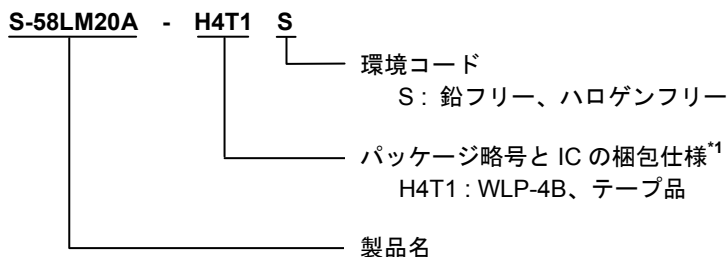 S-58LM20A - H4T1 S
環境コード
S : 鉛フリー、ハロゲンフリー
パッケージ略号と IC の梱包仕様*1
H4T1 : WLP-4B、テープ品
製品名